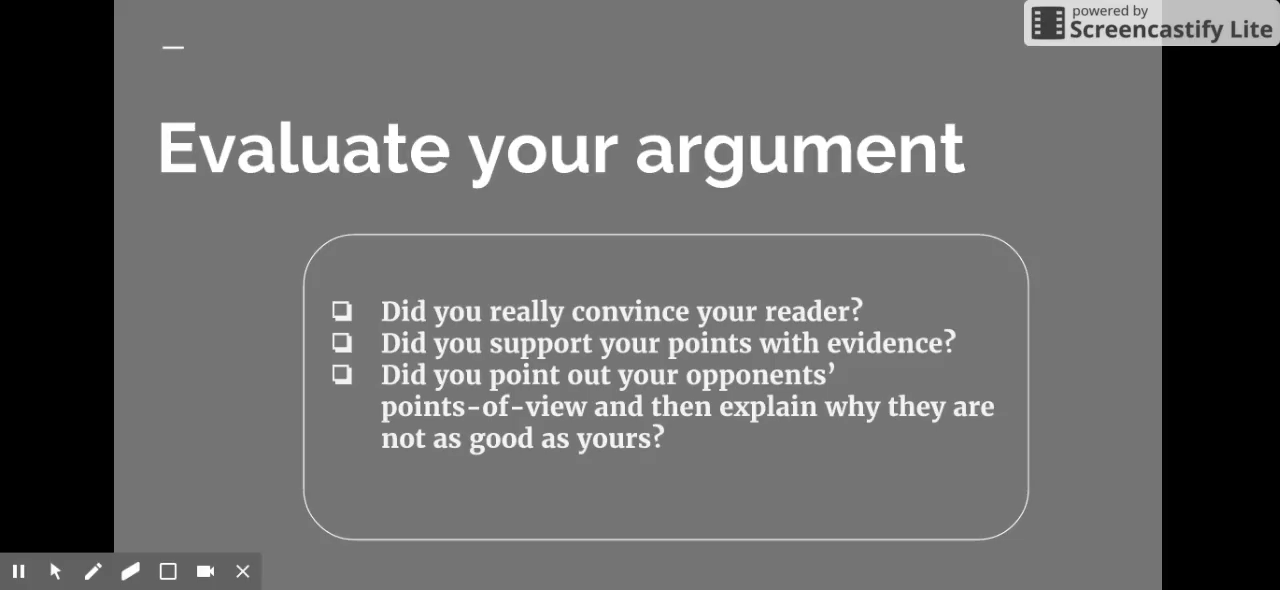 powered by
Screencastify Lite
Evaluate your argument
❏ Did you really convince your reader?
❏ Did you support your points with evidence?
❏ Did you point out your opponents’
points-of-view and then explain why they are
not as good as yours?